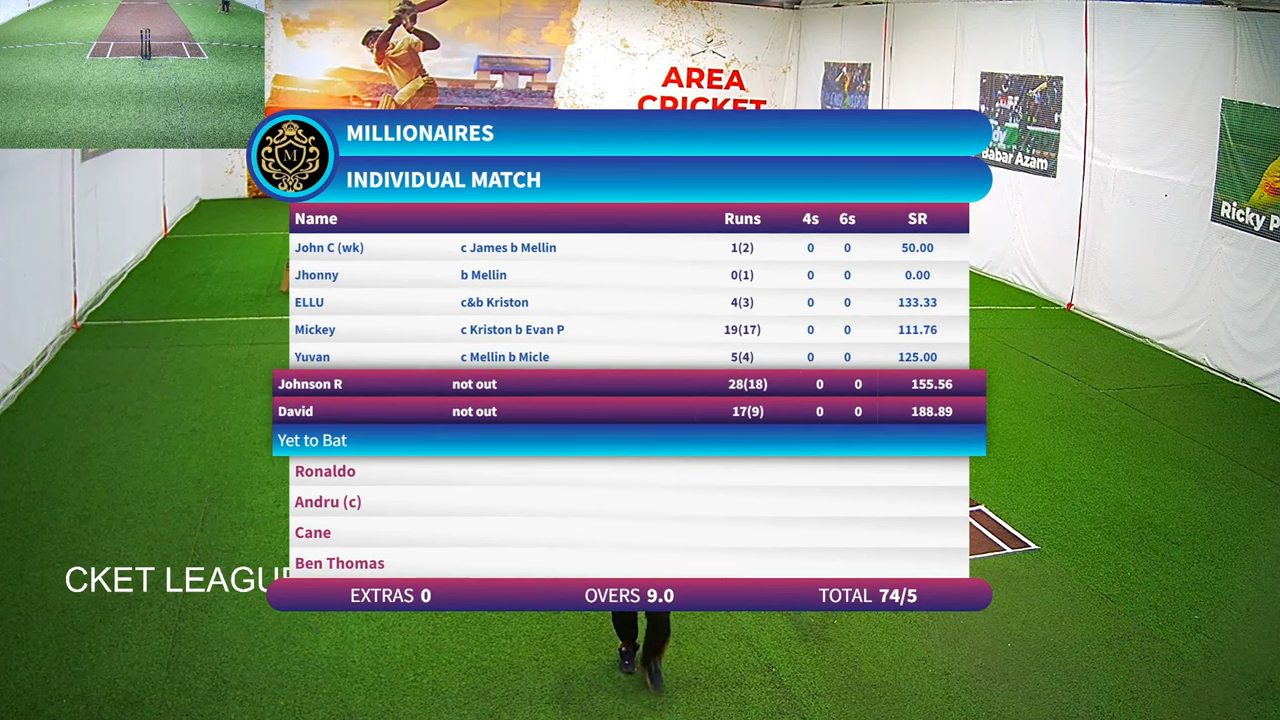 AREA
CRICKET
Babar Azam
Ricky P
M
MILLIONAIRES
INDIVIDUAL MATCH
Name Runs 4s 6s SR
John C (wk) c James b Mellin 1(2) 0 0 50.00
Jhonny b Mellin 0(1) 0 0 0.00
ELLU c&b Kriston 4(3) 0 0 133.33
Mickey c Kriston b Evan P 19(17) 0 0 111.76
Yuvan c Mellin b Micle 5(4) 0 0 125.00
Johnson R not out 28(18) 0 0 155.56
David not out 17(9) 0 0 188.89
Yet to Bat
Ronaldo
Andru (c)
Cane
Ben Thomas
CKET LEAGUE
EXTRAS 0 OVERS 9.0 TOTAL 74/5